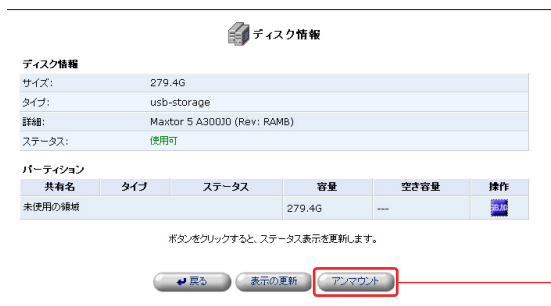 ディスク情報
ディスク情報
サイズ: 279.4G
タイプ: usb-storage
詳細: Maxtor 5 A300J0 (Rev: RAMB)
ステータス: 使用可
パーティション
共有名 タイプ ステータス 容量 空き容量 操作
未使用の領域 279.4G --- 追加
ボタンをクリックすると、ステータス表示を更新します。
戻る 表示の更新 アンマウント